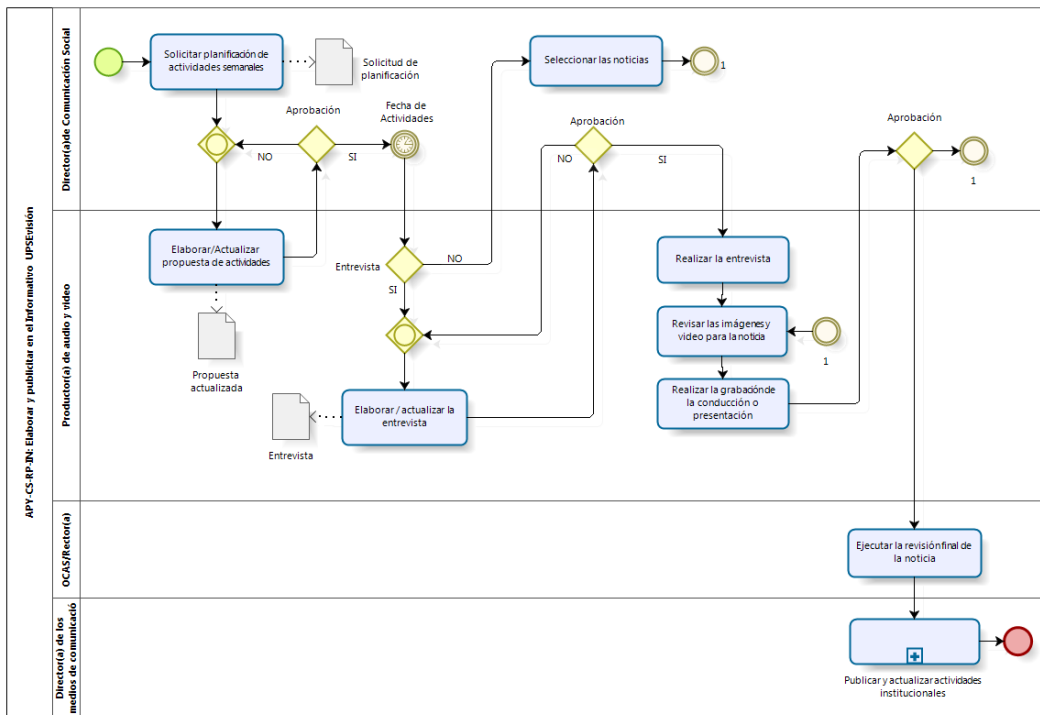 APY-CS-RP-IN: Elaborar y publicitar en el Informativo UPSEvisión
Director(a)de Comunicación Social
Solicitar planificación de
actividades semanales
Solicitud de
planificación
Aprobación
NO
SI
Fecha de
Actividades
Seleccionar las noticias
1
Aprobación
NO
SI
Aprobación
1
Productor(a) de audio y video
Elaborar/Actualizar
propuesta de actividades
Propuesta
actualizada
Entrevista
NO
SI
Elaborar / actualizar la
entrevista
Entrevista
Realizar la entrevista
Revisar las imágenes y
video para la noticia
1
Realizar la grabaciónde
la conducción o
presentación
OCAS/Rector(a)
Ejecutar la revisión final de
la noticia
Director(a) de los
medios de comunicació
Publicar y actualizar actividades
institucionales